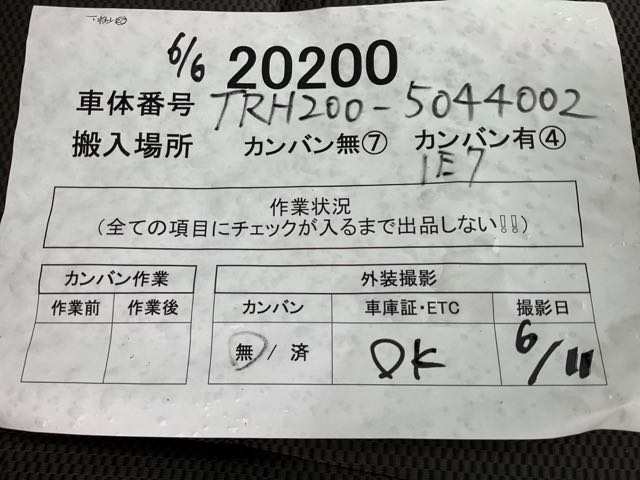 6/6
20200
車体番号 TRH200-5044002
搬入場所 カンバン無⑦ カンバン有④
1E7
作業状況
(全ての項目にチェックが入るまで出品しない!!)
カンバン作業 外装撮影
作業前 作業後 カンバン 車庫証・ETC 撮影日
無 / 済 OK 6/11